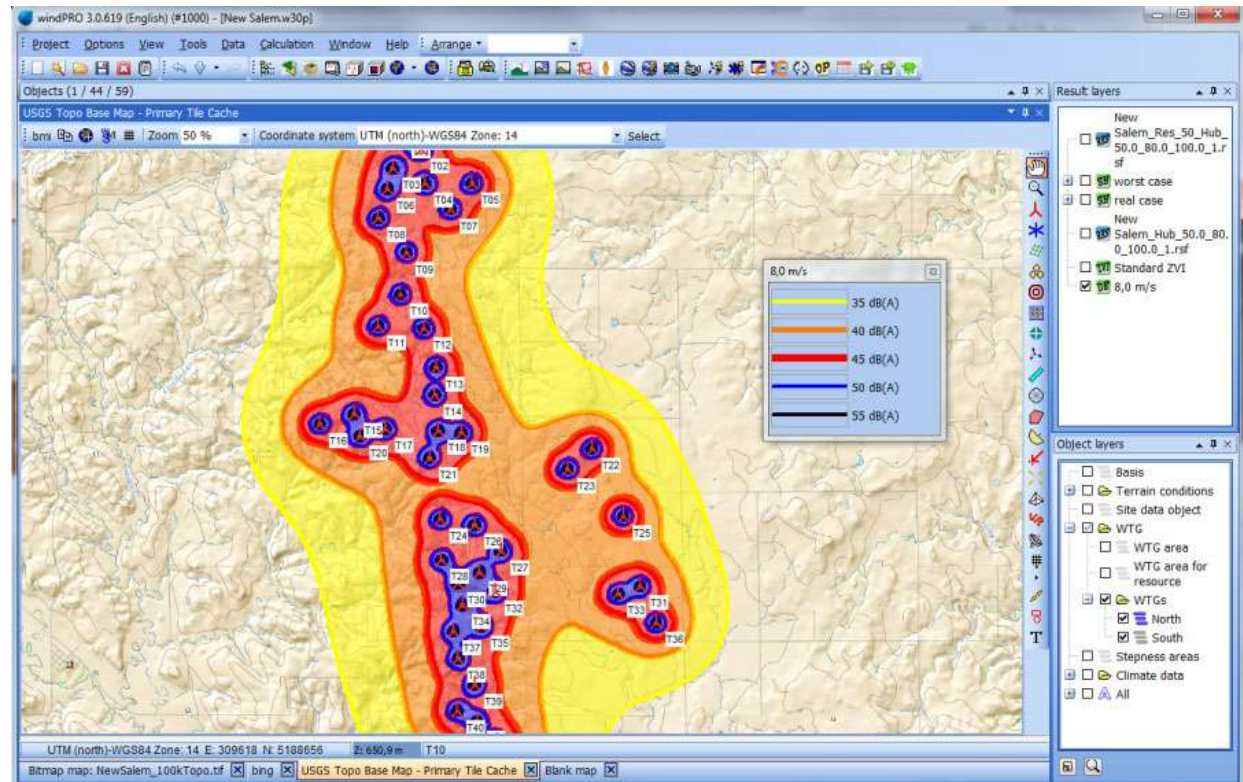 windPRO 3.0.619 (English) (#1000) - [New Salem.w30p]
Project Options View Tools Data Calculation Window Help Arrange
Objects (1 / 44 / 59)
USGS Topo Base Map - Primary Tile Cache
bmi Zoom 50 % Coordinate system UTM (north)-WGS84 Zone: 14 Select
T02
T03
T04
T05
T06
T07
T08
T09
T10
T11
T12
T13
T14
T15
T16
T17
T18
T19
T20
T21
T22
T23
T24
T25
T26
T27
T28
T29
T30
T31
T32
T33
T34
T35
T36
T37
T38
T39
T40
8,0 m/s
35 dB(A)
40 dB(A)
45 dB(A)
50 dB(A)
55 dB(A)
Result layers
New
Salem_Res_50_Hub_
50.0_80.0_100.0_1.r
sf
worst case
real case
New
Salem_Hub_50.0_80.
0_100.0_1.rsf
Standard ZVI
8,0 m/s
Object layers
Basis
Terrain conditions
Site data object
WTG
WTG area
WTG area for
resource
WTGs
North
South
Stepness areas
Climate data
All
UTM (north)-WGS84 Zone: 14 E: 309618 N: 5188656 Z: 650,9 m T10
Bitmap map: NewSalem_100kTopo.tif bing USGS Topo Base Map - Primary Tile Cache Blank map